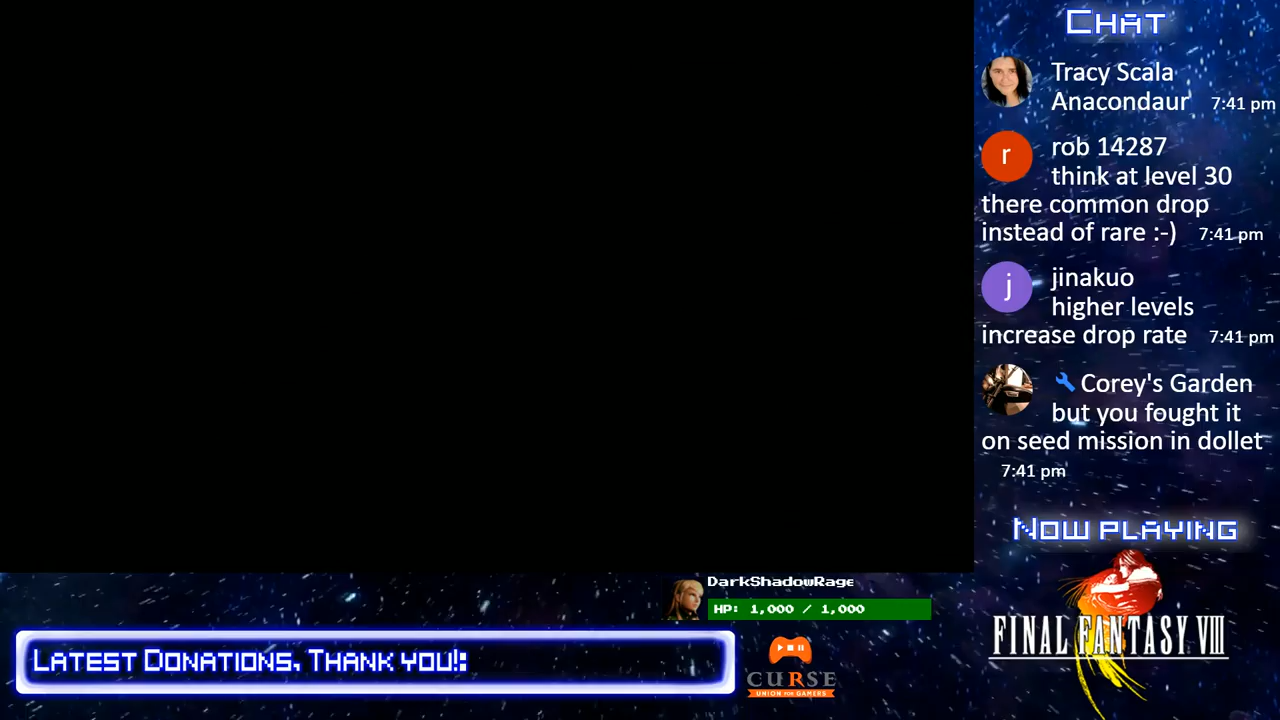 Chat
Tracy Scala
Anacondaur 7:41 pm
r
rob 14287
think at level 30
there common drop
instead of rare :-) 7:41 pm
j
jinakuo
higher levels
increase drop rate 7:41 pm
Corey's Garden
but you fought it
on seed mission in dollet
7:41 pm
Now playing
FINAL FANTASY VIII
DarkShadowRage
HP: 1,000 / 1,000
Latest Donations, Thank you!:
CURSE
UNION FOR GAMERS